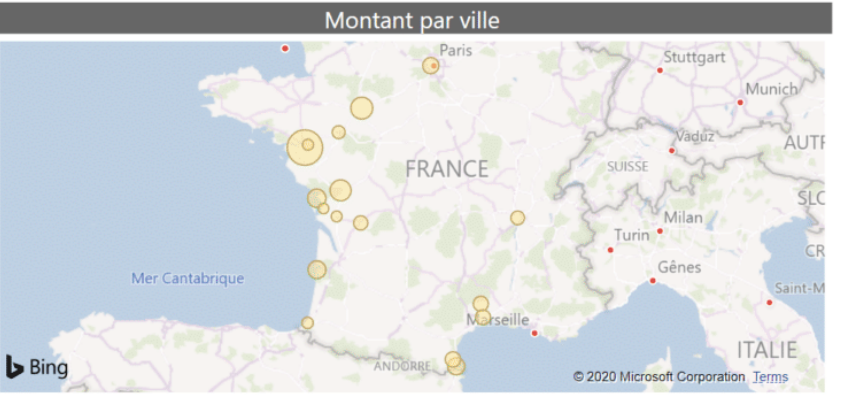 Montant par ville
Paris
Stuttgart
Munich
Vaduz
AUTR
FRANCE
SUISSE
SLO
Milan
Turin
CR
Gênes
Mer Cantabrique
Saint-M
Marseille
ITALIE
ANDORRE
Bing
© 2020 Microsoft Corporation Terms